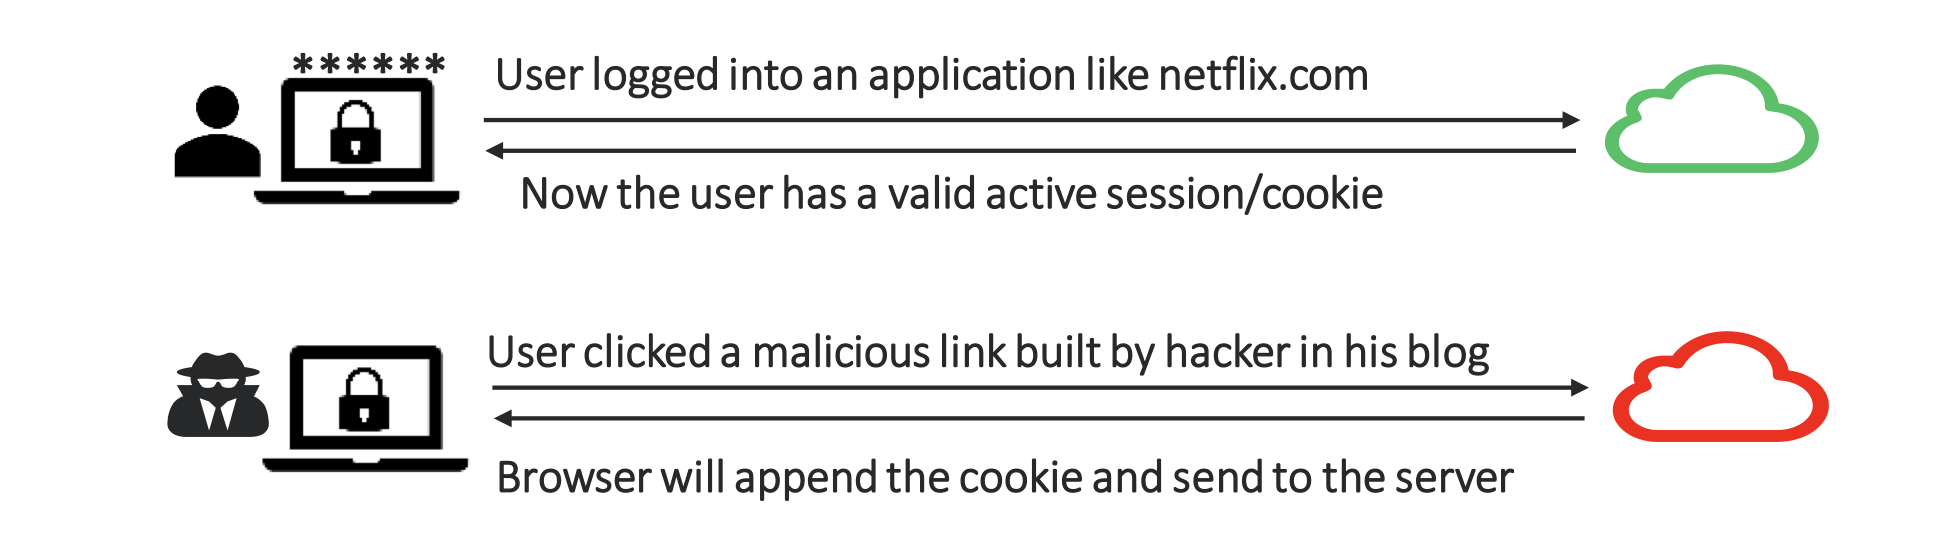 ******
User logged into an application like netflix.com
Now the user has a valid active session/cookie
User clicked a malicious link built by hacker in his blog
Browser will append the cookie and send to the server